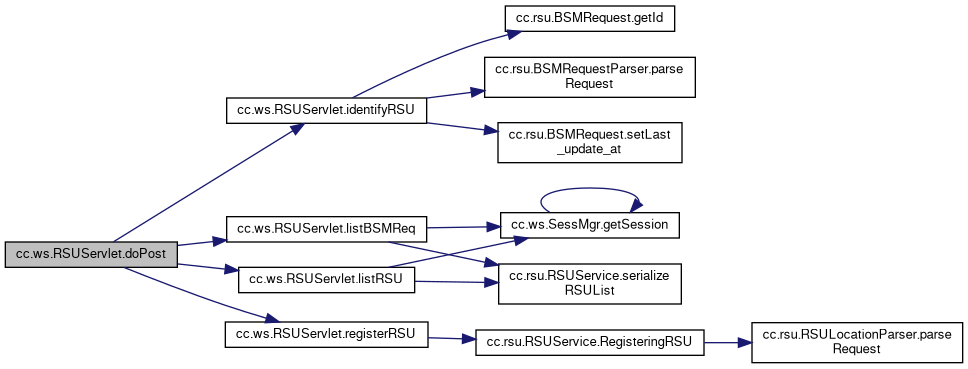 cc.rsu.BSMRequest.getId
cc.rsu.BSMRequestParser.parse
Request
cc.ws.RSUServlet.identifyRSU
cc.rsu.BSMRequest.setLast
_update_at
cc.ws.RSUServlet.listBSMReq
cc.ws.SessMgr.getSession
cc.ws.RSUServlet.doPost
cc.ws.RSUServlet.listRSU
cc.rsu.RSUService.serialize
RSUList
cc.ws.RSUServlet.registerRSU
cc.rsu.RSUService.RegisteringRSU
cc.rsu.RSULocationParser.parse
Request